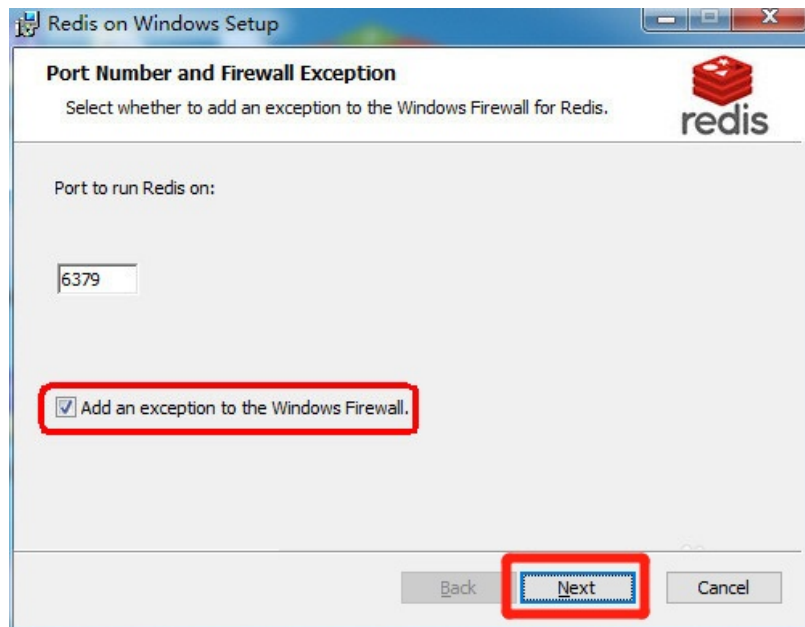 Redis on Windows Setup
Port Number and Firewall Exception
Select whether to add an exception to the Windows Firewall for Redis.
redis
Port to run Redis on:
6379
Add an exception to the Windows Firewall.
Back
Next
Cancel